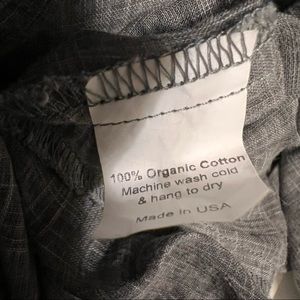 100% Organic Cotton
Machine wash cold
& hang to dry
Made in USA